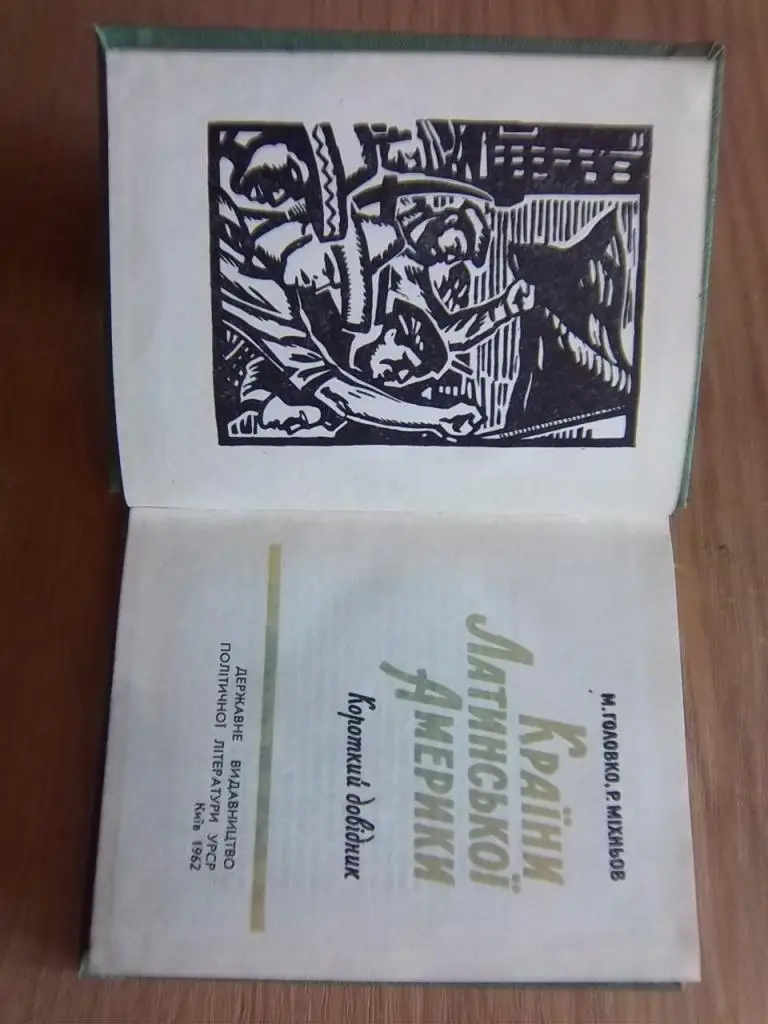 М. ГОЛОВКО, Р. МІХНЬОВ
КРАЇНИ
ЛАТИНСЬКОЇ
АМЕРИКИ
Короткий довідник
ДЕРЖАВНЕ ВИДАВНИЦТВО
ПОЛІТИЧНОЇ ЛІТЕРАТУРИ УРСР
Київ 1962